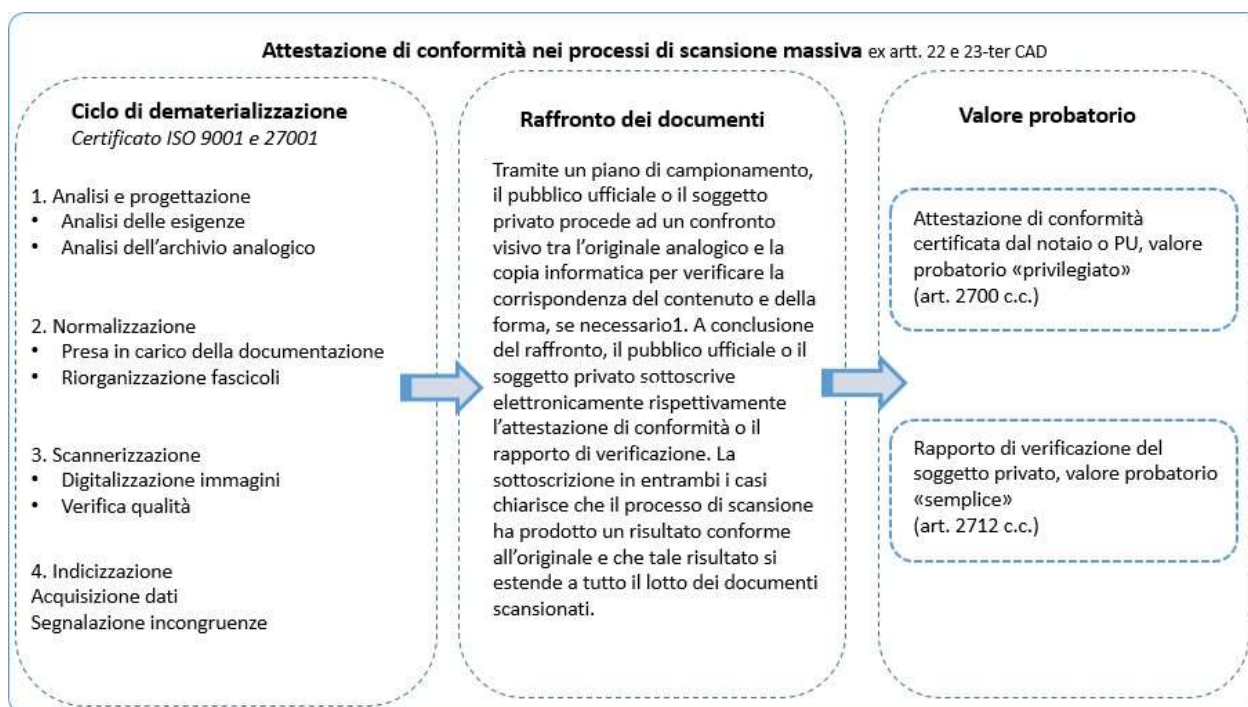 Attestazione di conformità nei processi di scansione massiva ex artt. 22 e 23-ter CAD
Ciclo di dematerializzazione
Certificato ISO 9001 e 27001
1. Analisi e progettazione
• Analisi delle esigenze
• Analisi dell'archivio analogico
2. Normalizzazione
• Presa in carico della documentazione
• Riorganizzazione fascicoli
3. Scannerizzazione
• Digitalizzazione immagini
• Verifica qualità
4. Indicizzazione
Acquisizione dati
Segnalazione incongruenze
Raffronto dei documenti
Tramite un piano di campionamento,
il pubblico ufficiale o il soggetto
privato procede ad un confronto
visivo tra l'originale analogico e la
copia informatica per verificare la
corrispondenza del contenuto e della
forma, se necessario1. A conclusione
del raffronto, il pubblico ufficiale o il
soggetto privato sottoscrive
elettronicamente rispettivamente
l'attestazione di conformità o il
rapporto di verificazione. La
sottoscrizione in entrambi i casi
chiarisce che il processo di scansione
ha prodotto un risultato conforme
all'originale e che tale risultato si
estende a tutto il lotto dei documenti
scansionati.
Valore probatorio
Attestazione di conformità
certificata dal notaio o PU, valore
probatorio «privilegiato»
(art. 2700 c.c.)
Rapporto di verificazione del
soggetto privato, valore probatorio
«semplice»
(art. 2712 c.c.)